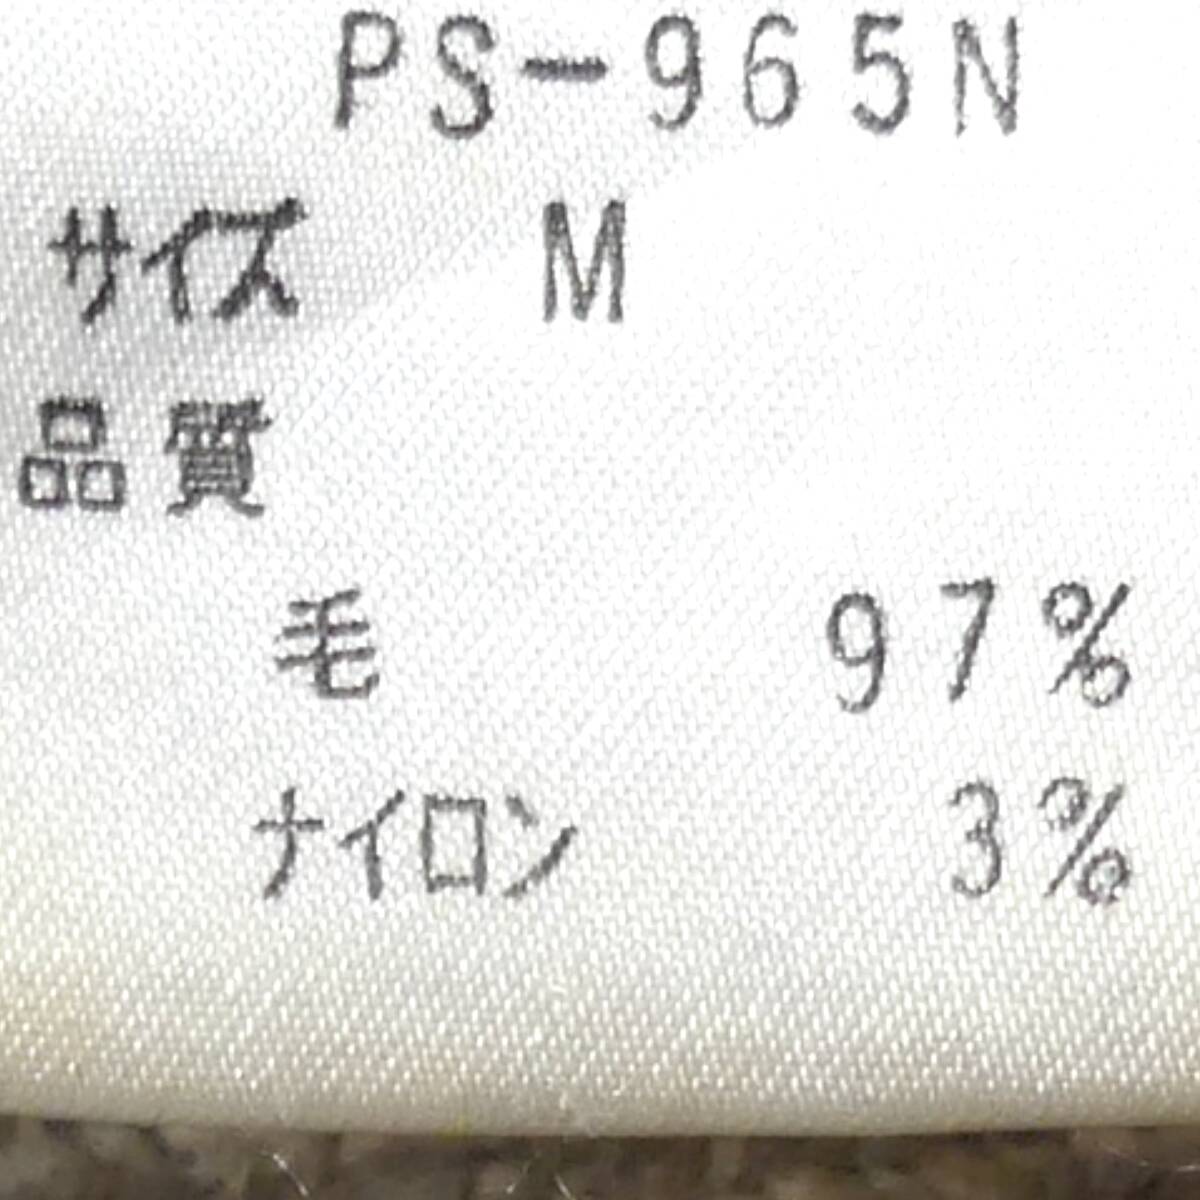 PS-965N
サイズ M
品質
毛 97%
ナイロン 3%